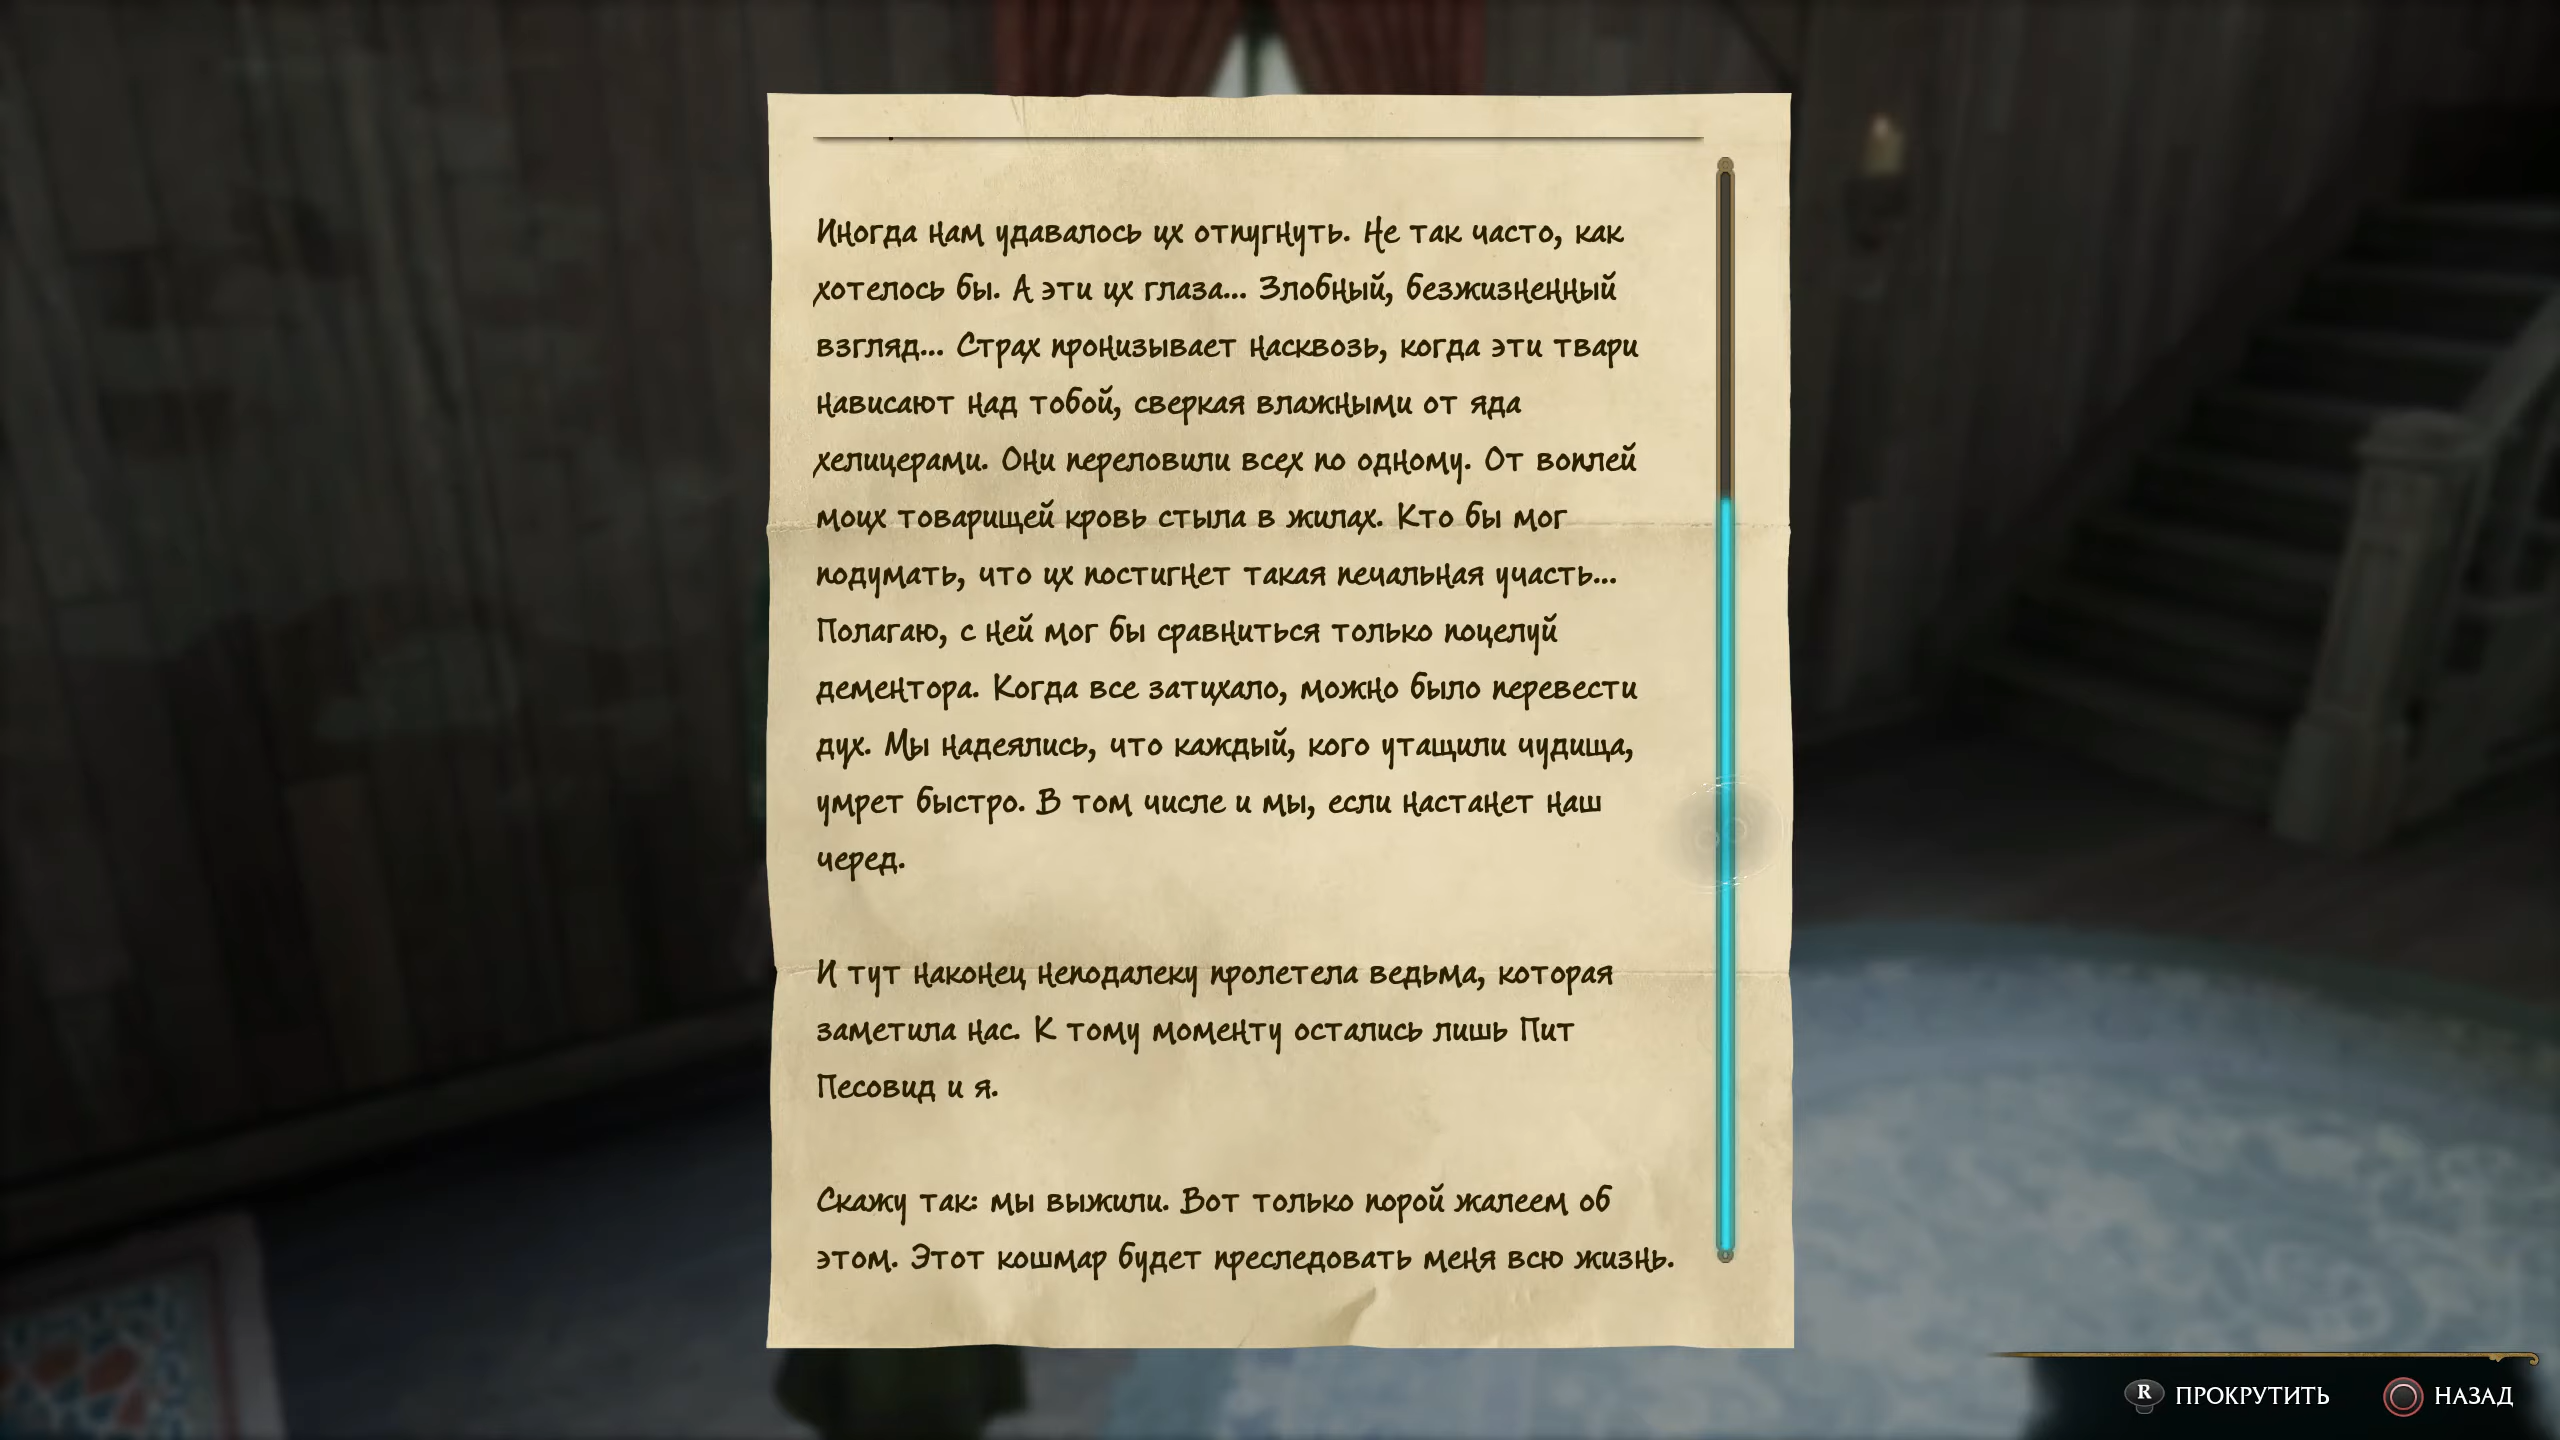 Иногда нам удавалось их отпугнуть. Не так часто, как
хотелось бы. А эти их глаза... Злобный, безжизненный
взгляд... Страх пронизывает насквозь, когда эти твари
нависают над тобой, сверкая влажными от яда
хелицерами. Они переловили всех по одному. От воплей
моих товарищей кровь стыла в жилах. Кто бы мог
подумать, что их постигнет такая печальная участь...
Полагаю, с ней мог бы сравниться только поцелуй
дементора. Когда все затихало, можно было перевести
дух. Мы надеялись, что каждый, кого утащили чудища,
умрет быстро. В том числе и мы, если настанет наш
черед.
И тут наконец неподалеку пролетела ведьма, которая
заметила нас. К тому моменту остались лишь Пит
Песовид и я.
Скажу так: мы выжили. Вот только порой жалеем об
этом. Этот кошмар будет преследовать меня всю жизнь.
R ПРОКРУТИТЬ НАЗАД